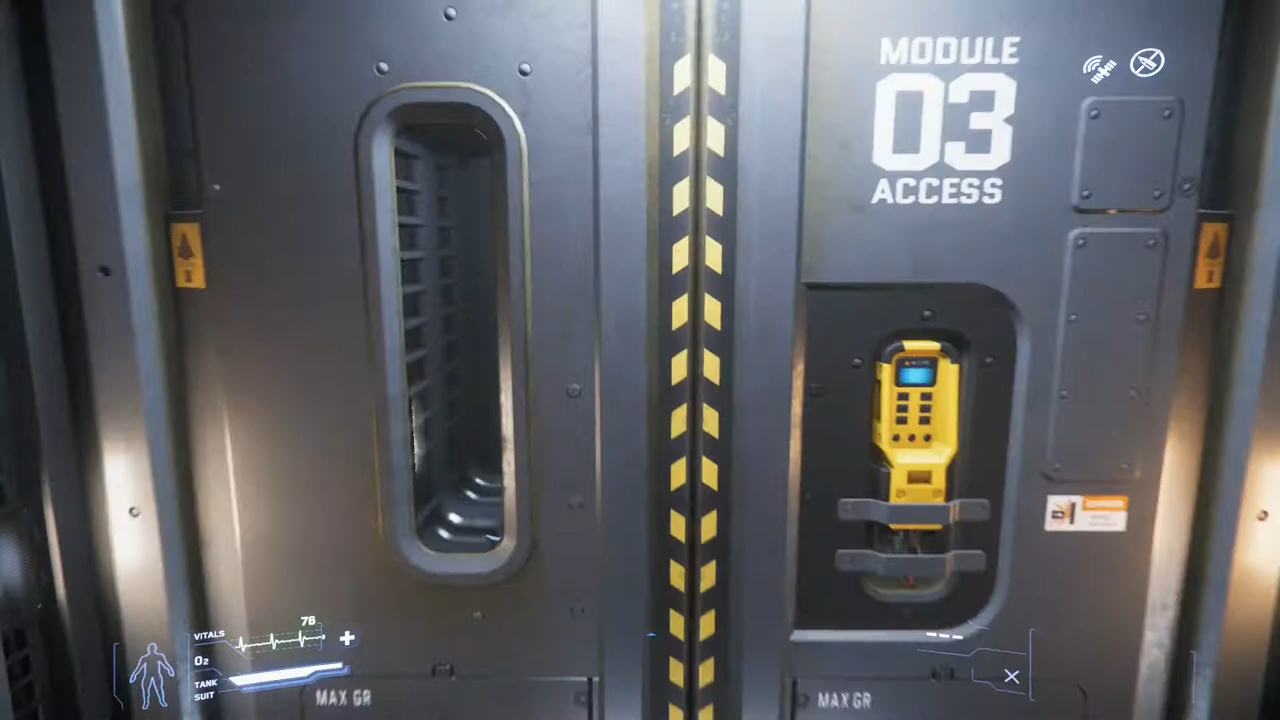 MODULE
03
ACCESS
78
VITALS
O₂
TANK
SUIT
MAX GR
MAX GR